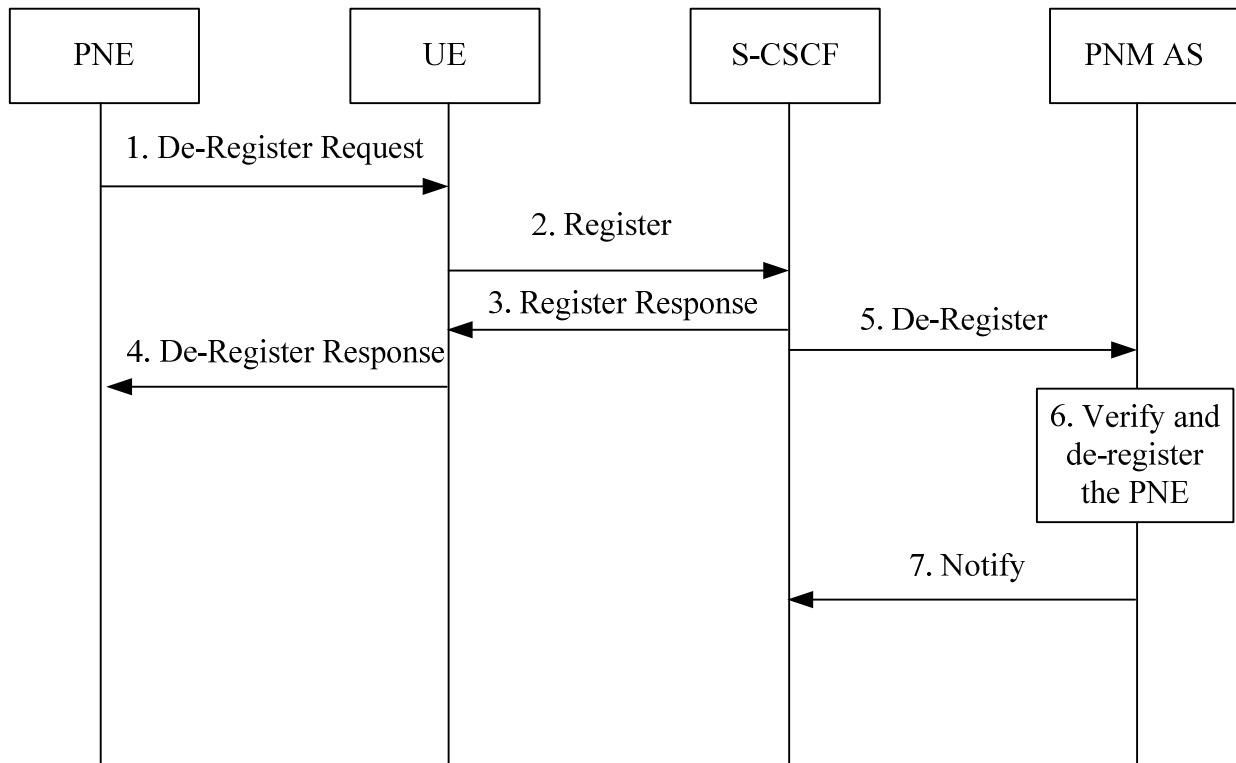 PNE
UE
S-CSCF
PNM AS
1. De-Register Request
2. Register
3. Register Response
5. De-Register
4. De-Register Response
6. Verify and
de-register
the PNE
7. Notify